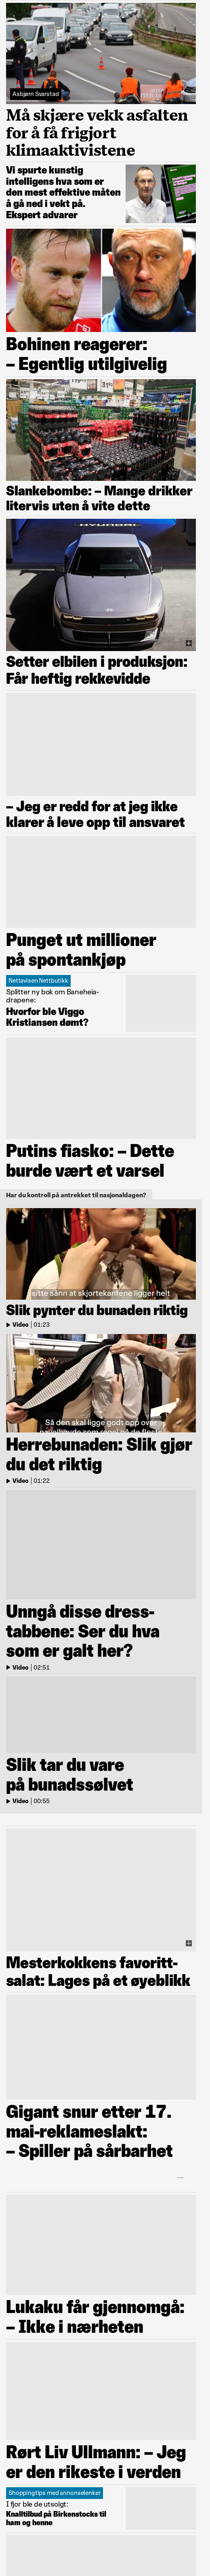 Asbjørn Svarstad
Må skjære vekk asfalten
for å få frigjort
klimaaktivistene
Vi spurte kunstig
intelligens hva som er
den mest effektive måten
å gå ned i vekt på.
Ekspert advarer
Bohinen reagerer:
– Egentlig utilgivelig
Slankebombe: – Mange drikker
litervis uten å vite dette
HYUNDAI
Setter elbilen i produksjon:
Får heftig rekkevidde
– Jeg er redd for at jeg ikke
klarer å leve opp til ansvaret
Punget ut millioner
på spontankjøp
Nettavisen Nettbutikk
Splitter ny bok om Baneheia-
drapene:
Hvorfor ble Viggo
Kristiansen dømt?
Putins fiasko: – Dette
burde vært et varsel
Har du kontroll på antrekket til nasjonaldagen?
sitte sånn at skjortekantene ligger helt
Slik pynter du bunaden riktig
Video | 01:23
Så den skal ligge godt opp over
Herrebunaden: Slik gjør
du det riktig
Video | 01:22
Unngå disse dress-
tabbene: Ser du hva
som er galt her?
Video | 02:51
Slik tar du vare
på bunadssølvet
Video | 00:55
Mesterkokkens favoritt-
salat: Lages på et øyeblikk
Gigant snur etter 17.
mai-reklameslakt:
– Spiller på sårbarhet
Lukaku får gjennomgå:
– Ikke i nærheten
Rørt Liv Ullmann: – Jeg
er den rikeste i verden
Shoppingtips med annonselenker
I fjor ble de utsolgt:
Knalltilbud på Birkenstocks til
ham og henne